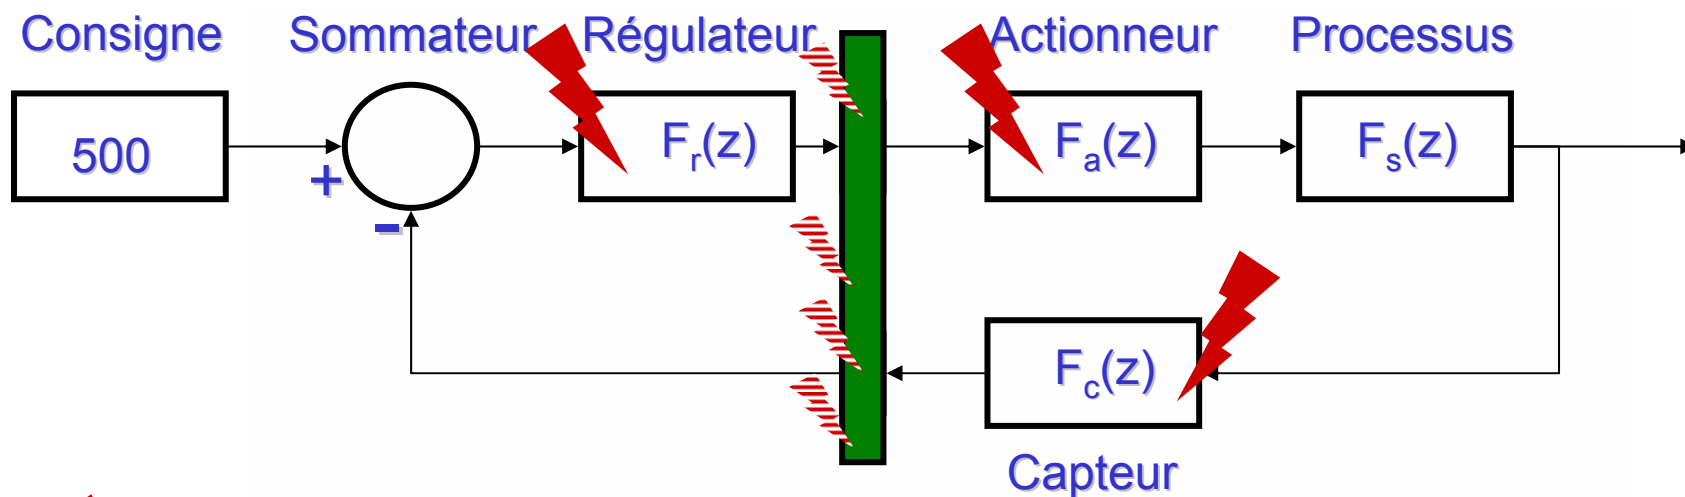 Consigne Sommateur Régulateur Actionneur Processus
500 Fr(z) Fa(z) Fs(z)
+
-
Fc(z)
Capteur